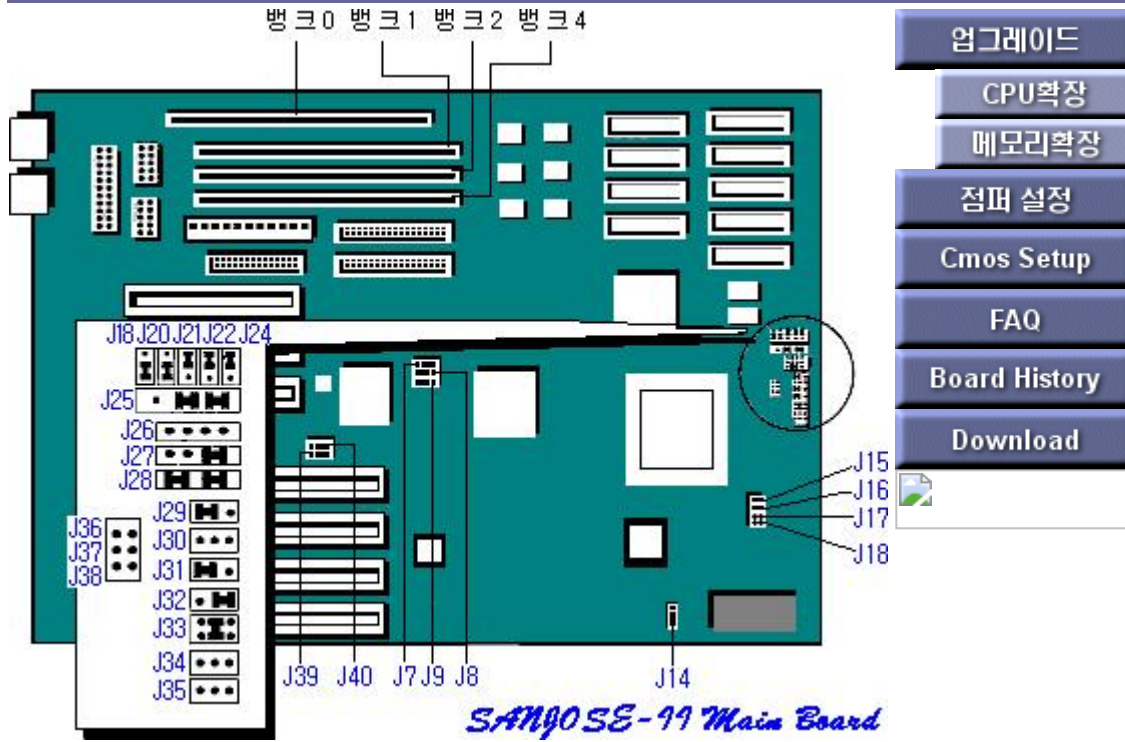 뱅크0 뱅크1 뱅크2 뱅크4
업그레이드
CPU확장
메모리확장
점퍼 설정
Cmos Setup
FAQ
Board History
Download
J18 J20 J21 J22 J24
J25
J26
J27
J28
J29
J30
J31
J32
J33
J34
J35
J36
J37
J38
J15
J16
J17
J18
J39 J40 J7 J9 J8
J14
SANJOSE-II Main Board